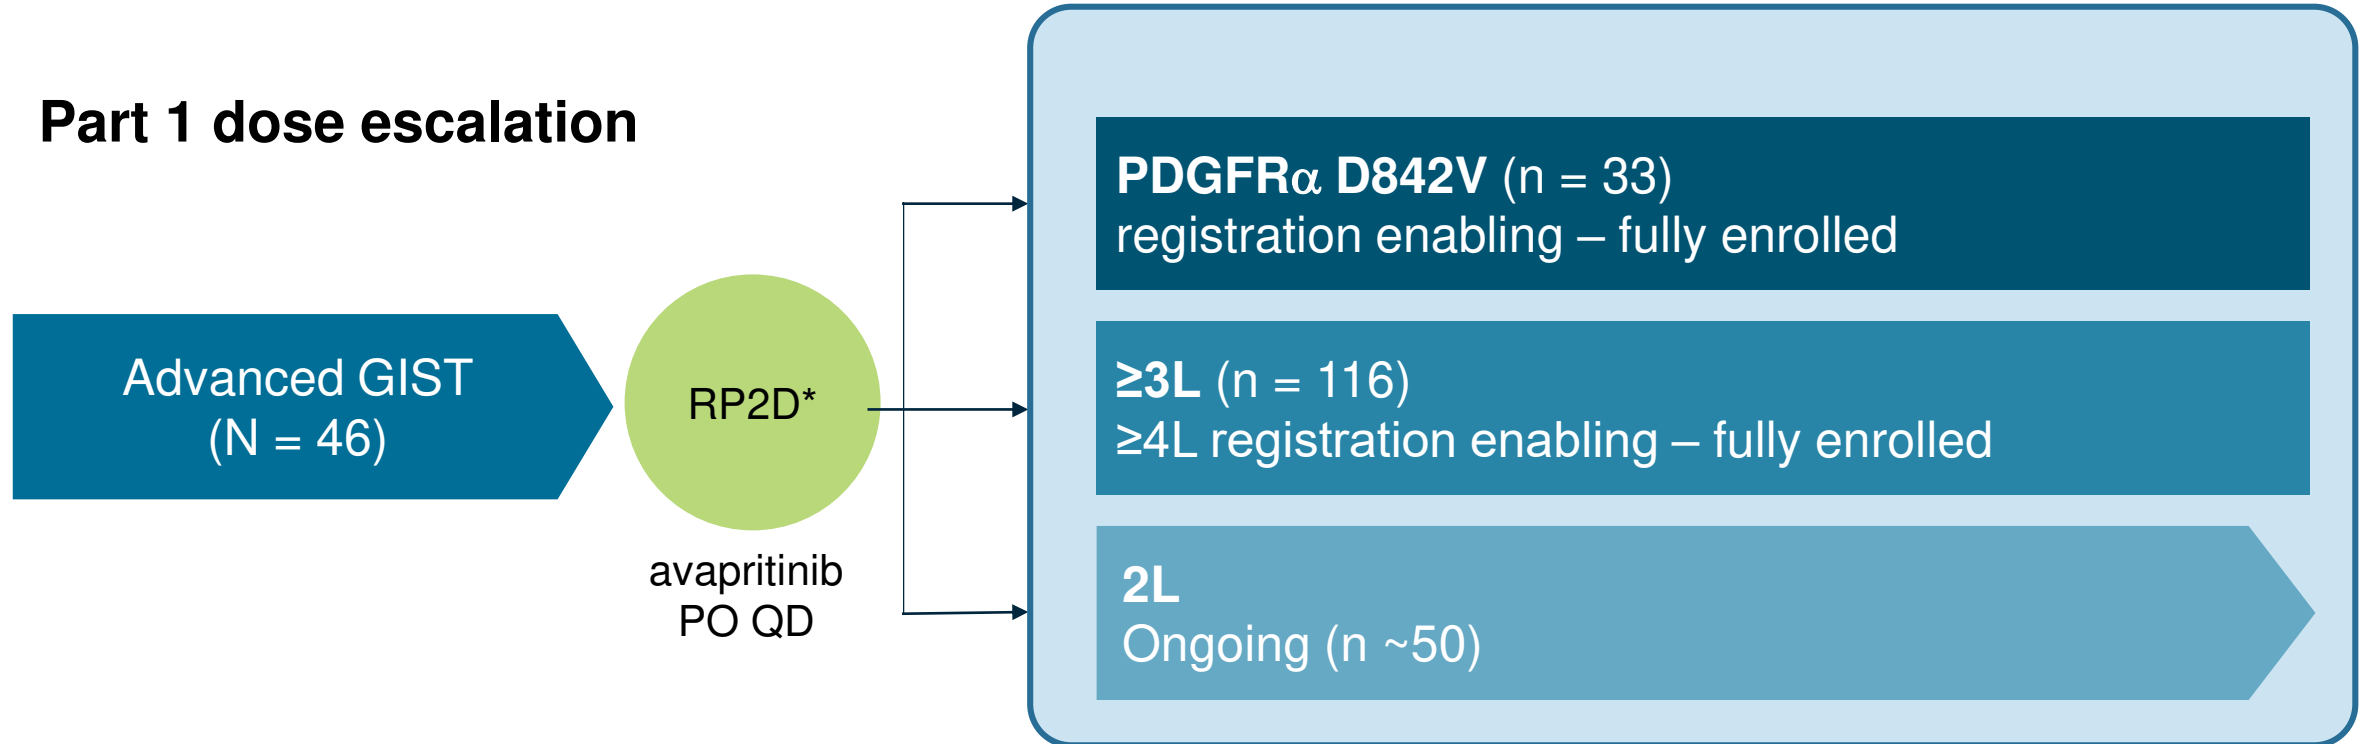 Part 1 dose escalation
Advanced GIST
(N = 46)
RP2D*
avapritinib
PO QD
PDGFRα D842V (n = 33)
registration enabling – fully enrolled
≥3L (n = 116)
≥4L registration enabling – fully enrolled
2L
Ongoing (n ~50)